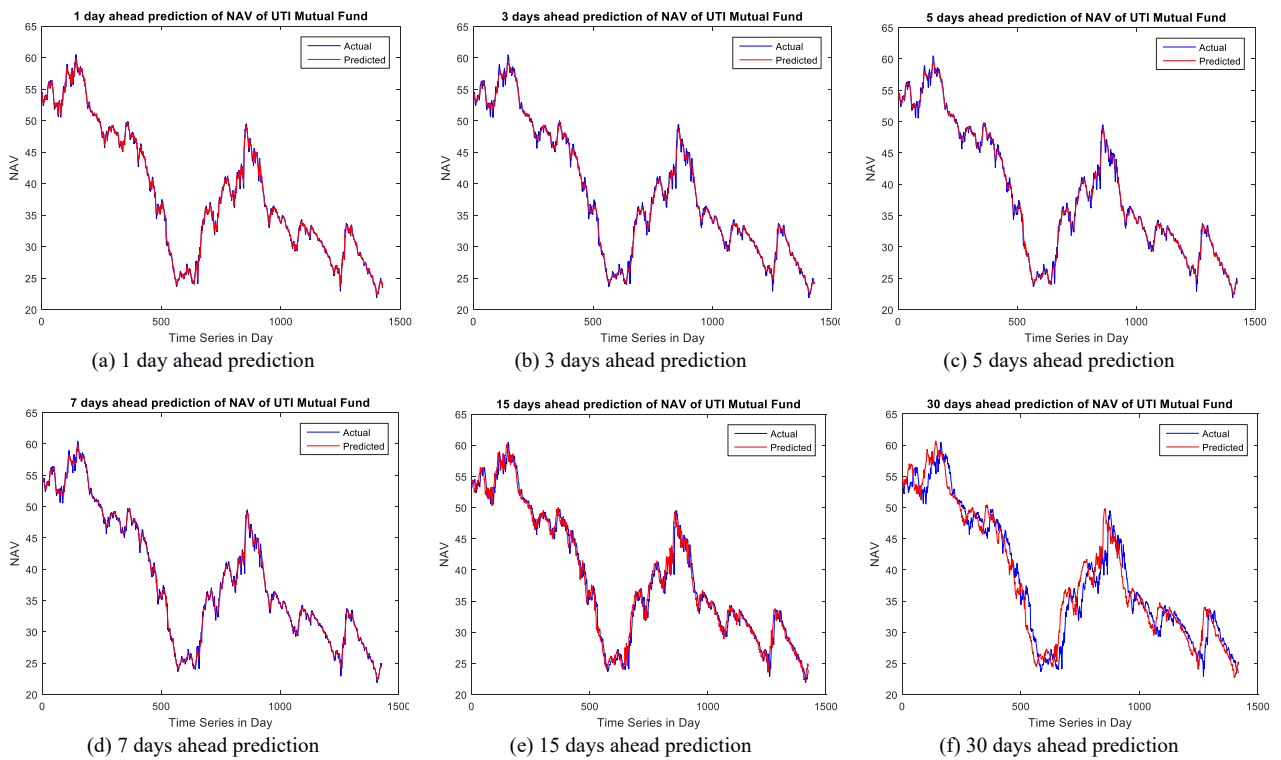 1 day ahead prediction of NAV of UTI Mutual Fund
65
60
55
50
45
40
35
30
25
20
NAV
Actual
Predicted
0
500
1000
1500
Time Series in Day
(a) 1 day ahead prediction
3 days ahead prediction of NAV of UTI Mutual Fund
65
60
55
50
45
40
35
30
25
20
NAV
Actual
Predicted
0
500
1000
Time Series in Day
(b) 3 days ahead prediction
5 days ahead prediction of NAV of UTI Mutual Fund
65
60
55
50
45
40
35
30
25
20
NAV
Actual
Predicted
0
500
1000
1500
Time Series in Day
(c) 5 days ahead prediction
7 days ahead prediction of NAV of UTI Mutual Fund
65
60
55
50
45
40
35
30
25
20
NAV
Actual
Predicted
0
500
1000
1500
Time Series in Day
(d) 7 days ahead prediction
15 days ahead prediction of NAV of UTI Mutual Fund
65
60
55
50
45
40
35
30
25
20
NAV
Actual
Predicted
0
500
1000
1500
Time Series in Day
(e) 15 days ahead prediction
30 days ahead prediction of NAV of UTI Mutual Fund
65
60
55
50
45
40
35
30
25
20
NAV
Actual
Predicted
0
500
1000
1500
Time Series in Day
(f) 30 days ahead prediction